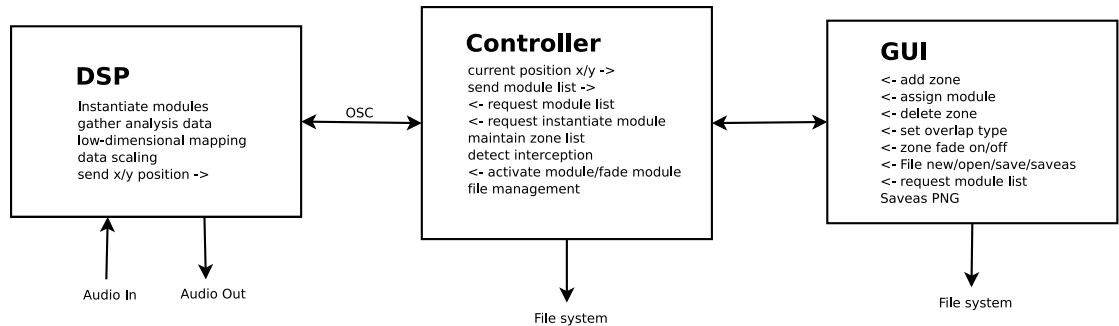 DSP
Instantiate modules
gather analysis data
low-dimensional mapping
data scaling
send x/y position ->
Audio In
Audio Out
OSC
Controller
current position x/y ->
send module list ->
<- request module list
<- request instantiate module
maintain zone list
detect interception
<- activate module/fade module
file management
File system
GUI
<- add zone
<- assign module
<- delete zone
<- set overlap type
<- zone fade on/off
<- File new/open/save/saveas
<- request module list
Saveas PNG
File system